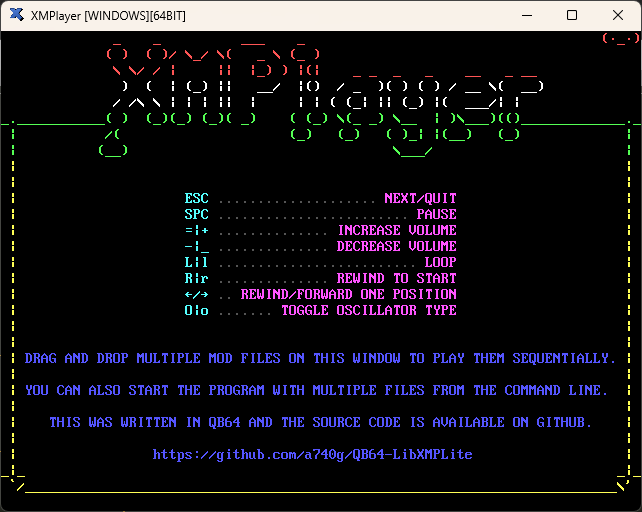 XMPlayer [WINDOWS][64BIT]
(._.)
XMPlayer
ESC .................... NEXT/QUIT
SPC ........................ PAUSE
=|+ .............. INCREASE VOLUME
-|_ .............. DECREASE VOLUME
L|l ......................... LOOP
R|r .............. REWIND TO START
←/→ .. REWIND/FORWARD ONE POSITION
O|o ....... TOGGLE OSCILLATOR TYPE
DRAG AND DROP MULTIPLE MOD FILES ON THIS WINDOW TO PLAY THEM SEQUENTIALLY.
YOU CAN ALSO START THE PROGRAM WITH MULTIPLE FILES FROM THE COMMAND LINE.
THIS WAS WRITTEN IN QB64 AND THE SOURCE CODE IS AVAILABLE ON GITHUB.
https://github.com/a740g/QB64-LibXMPLite